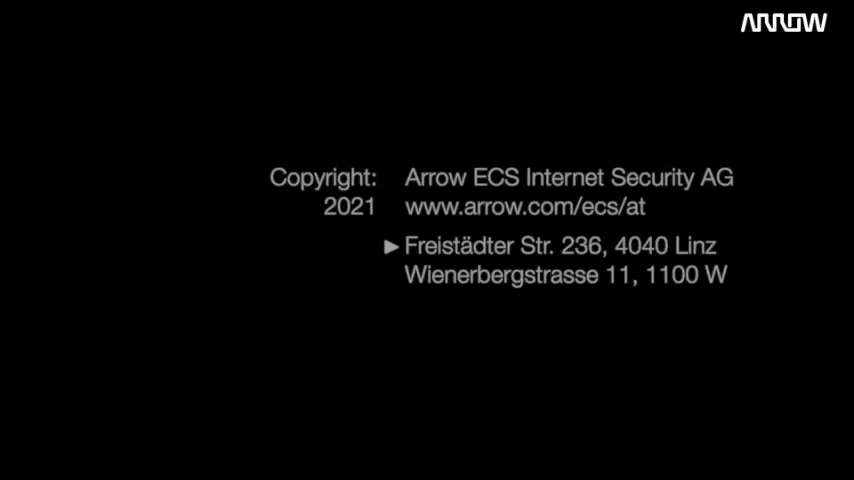 ARROW
Copyright: Arrow ECS Internet Security AG
2021 www.arrow.com/ecs/at
►Freistädter Str. 236, 4040 Linz
Wienerbergstrasse 11, 1100 W